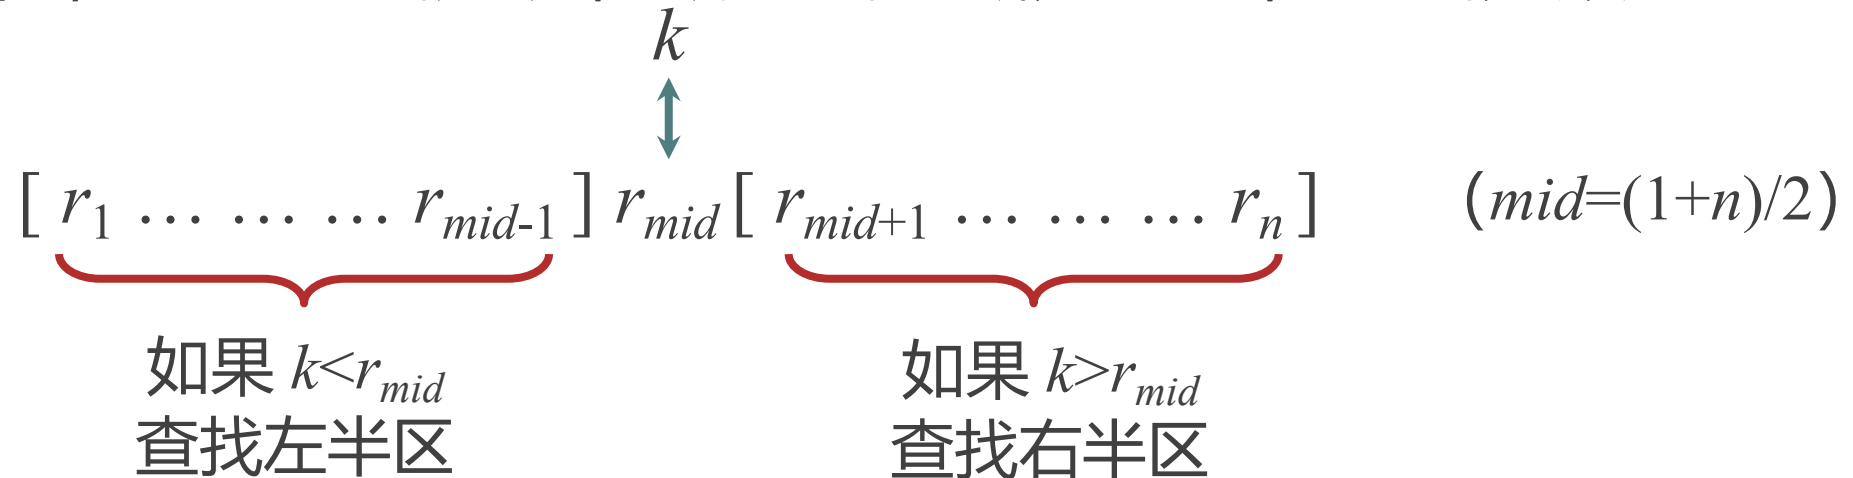 k
[ r1 … … … rmid-1 ] rmid [ rmid+1 … … … rn ] (mid=(1+n)/2)
如果 k<rmid 如果 k>rmid
查找左半区 查找右半区